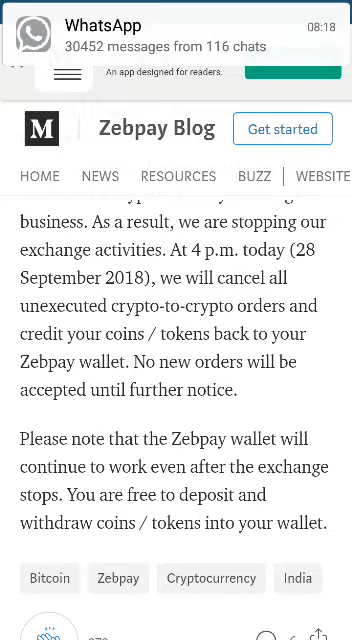 WhatsApp
08:18
30452 messages from 116 chats
An app designed for readers.
M
Zebpay Blog
Get started
HOME NEWS RESOURCES BUZZ WEBSITE
business. As a result, we are stopping our
exchange activities. At 4 p.m. today (28
September 2018), we will cancel all
unexecuted crypto-to-crypto orders and
credit your coins / tokens back to your
Zebpay wallet. No new orders will be
accepted until further notice.
Please note that the Zebpay wallet will
continue to work even after the exchange
stops. You are free to deposit and
withdraw coins / tokens into your wallet.
Bitcoin Zebpay Cryptocurrency India